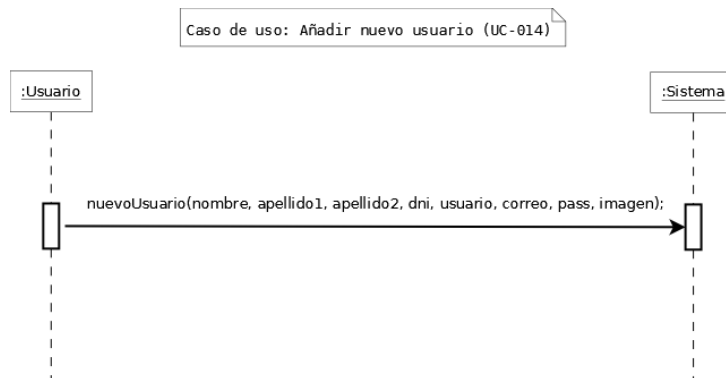 Caso de uso: Añadir nuevo usuario (UC-014)
:Usuario
:Sistema
nuevoUsuario(nombre, apellido1, apellido2, dni, usuario, correo, pass, imagen);